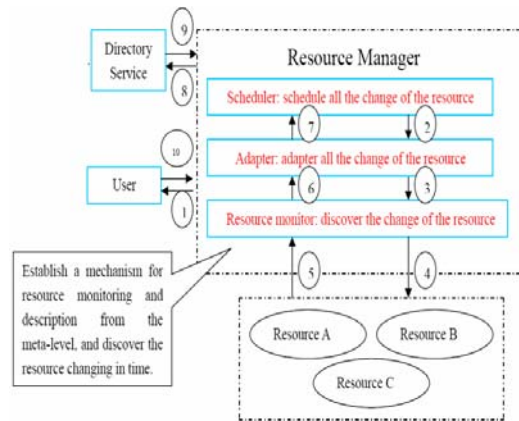 9
Directory
Service
8
Resource Manager
Scheduler: schedule all the change of the resource
7
2
10
Adapter: adapter all the change of the resource
User
1
6
3
Resource monitor: discover the change of the resource
Establish a mechanism for
resource monitoring and
description from the
meta-level, and discover the
resource changing in time.
5
4
Resource A
Resource B
Resource C